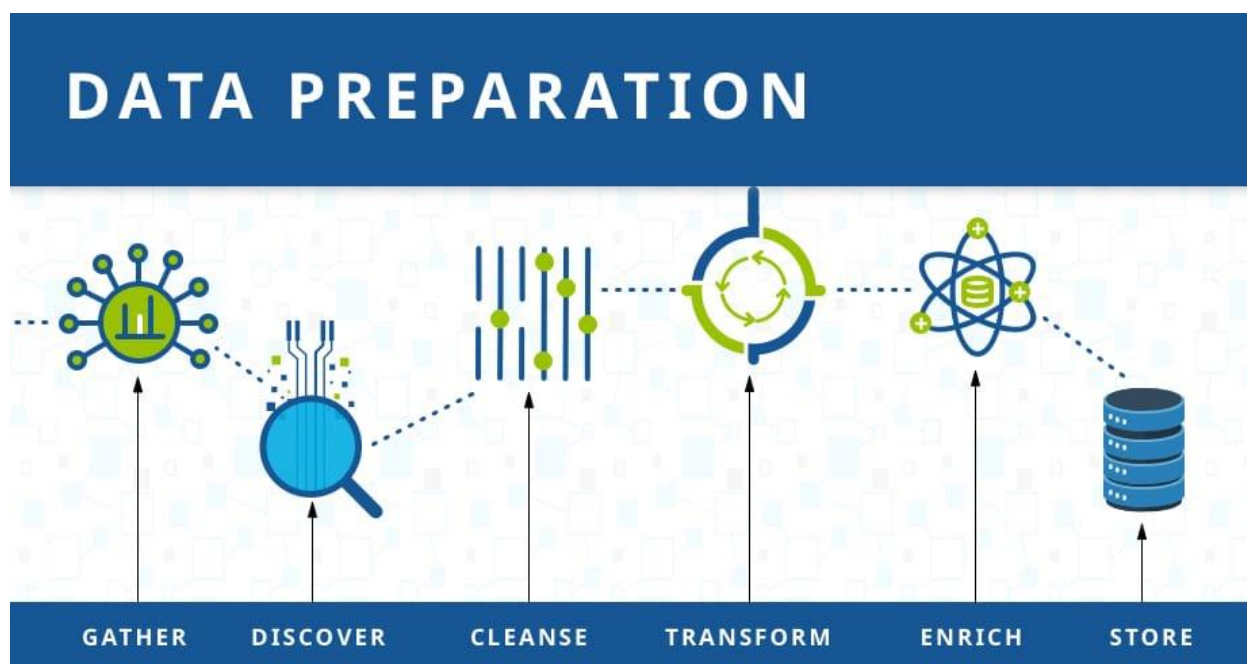 DATA PREPARATION
GATHER DISCOVER CLEANSE TRANSFORM ENRICH STORE